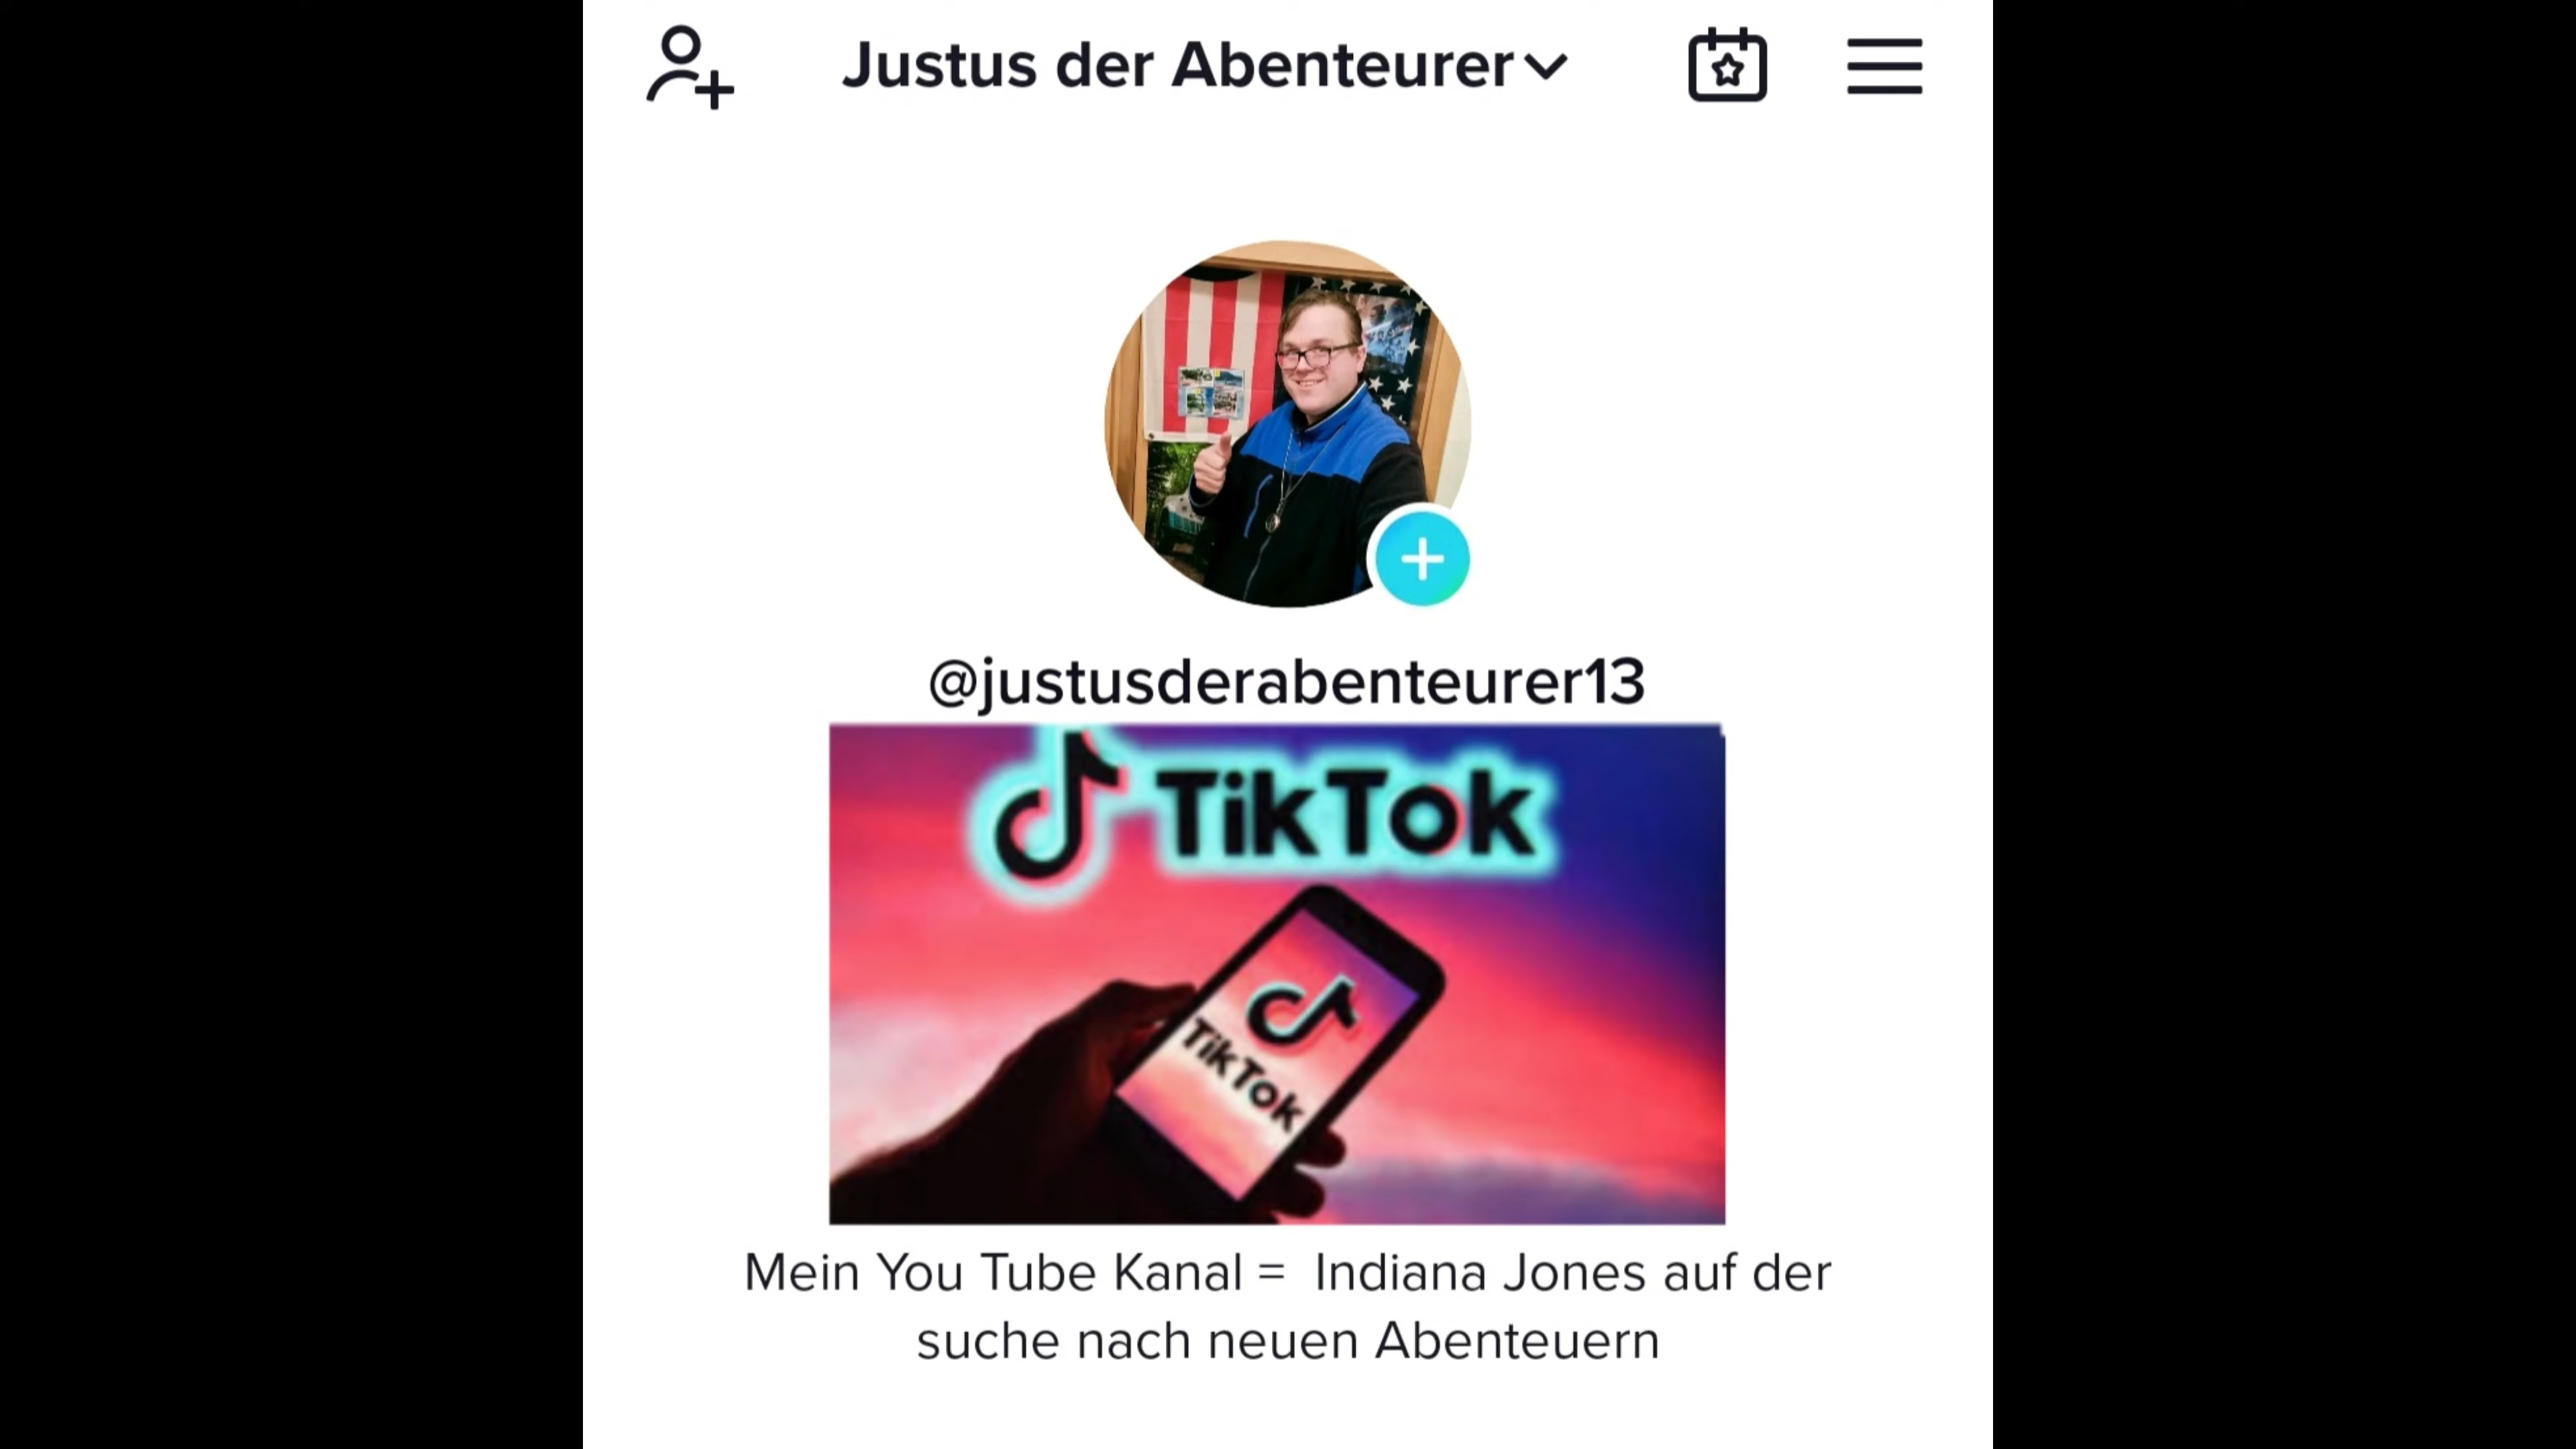 Justus der Abenteurer
@justusderabenteurer13
TikTok
TikTok
Mein You Tube Kanal = Indiana Jones auf der
suche nach neuen Abenteuern